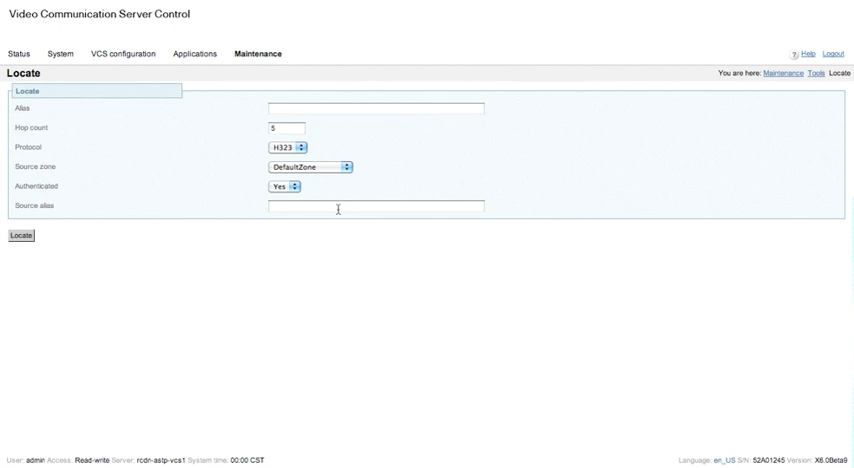 Video Communication Server Control
Status System VCS configuration Applications Maintenance Help Logout
Locate You are here: Maintenance Tools Locate
Locate
Alias
Hop count 5
Protocol H323
Source zone DefaultZone
Authenticated Yes
Source alias
Locate
User: admin Access: Read-write Server: rcdn-astp-vcs1 System time: 00:00 CST Language: en_US S/N: 52A01245 Version: X6.0Beta9